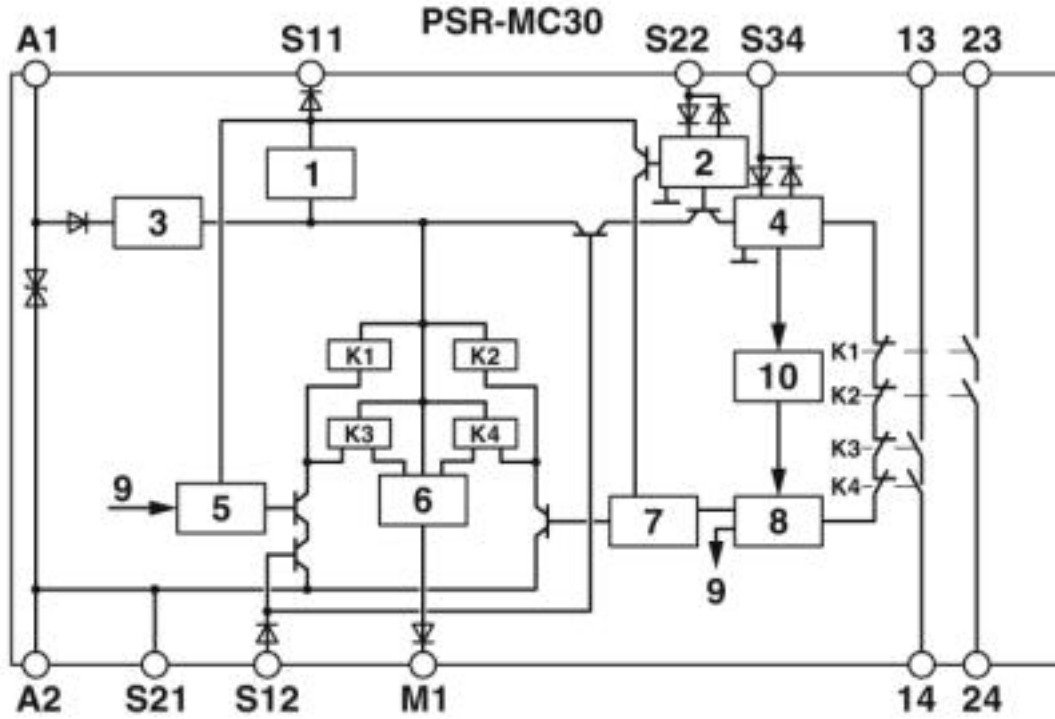 PSR-MC30
A1 S11 S22 S34 13 23
2
1
3 4
K1 K2 K1
10
K2
K3 K4 K3
9 5 6 7 8 K4
9
A2 S21 S12 M1 14 24